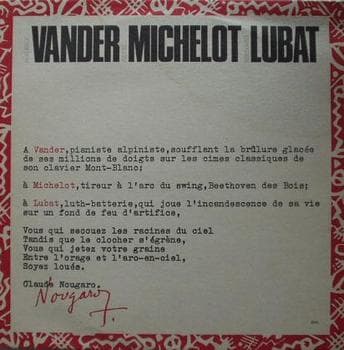 VANDER MICHELOT LUBAT
A Vander,pianiste alpiniste,soufflant la brûlure glacée
de ses millions de doigts sur les cimes classiques de
son clavier Mont-Blanc;
à Michelot,tireur à l'arc du swing,Beethoven des Bois;
à Lubat,luth-batterie,qui joue l'incandescence de sa vie
sur un fond de feu d'artifice,
Vous qui secouez les racines du ciel
Tandis que le clocher s'égrène,
Vous qui jetez votre graine
Entre l'orage et l'arc-en-ciel,
Soyez loués.
Claude Nougaro.
Nougaro